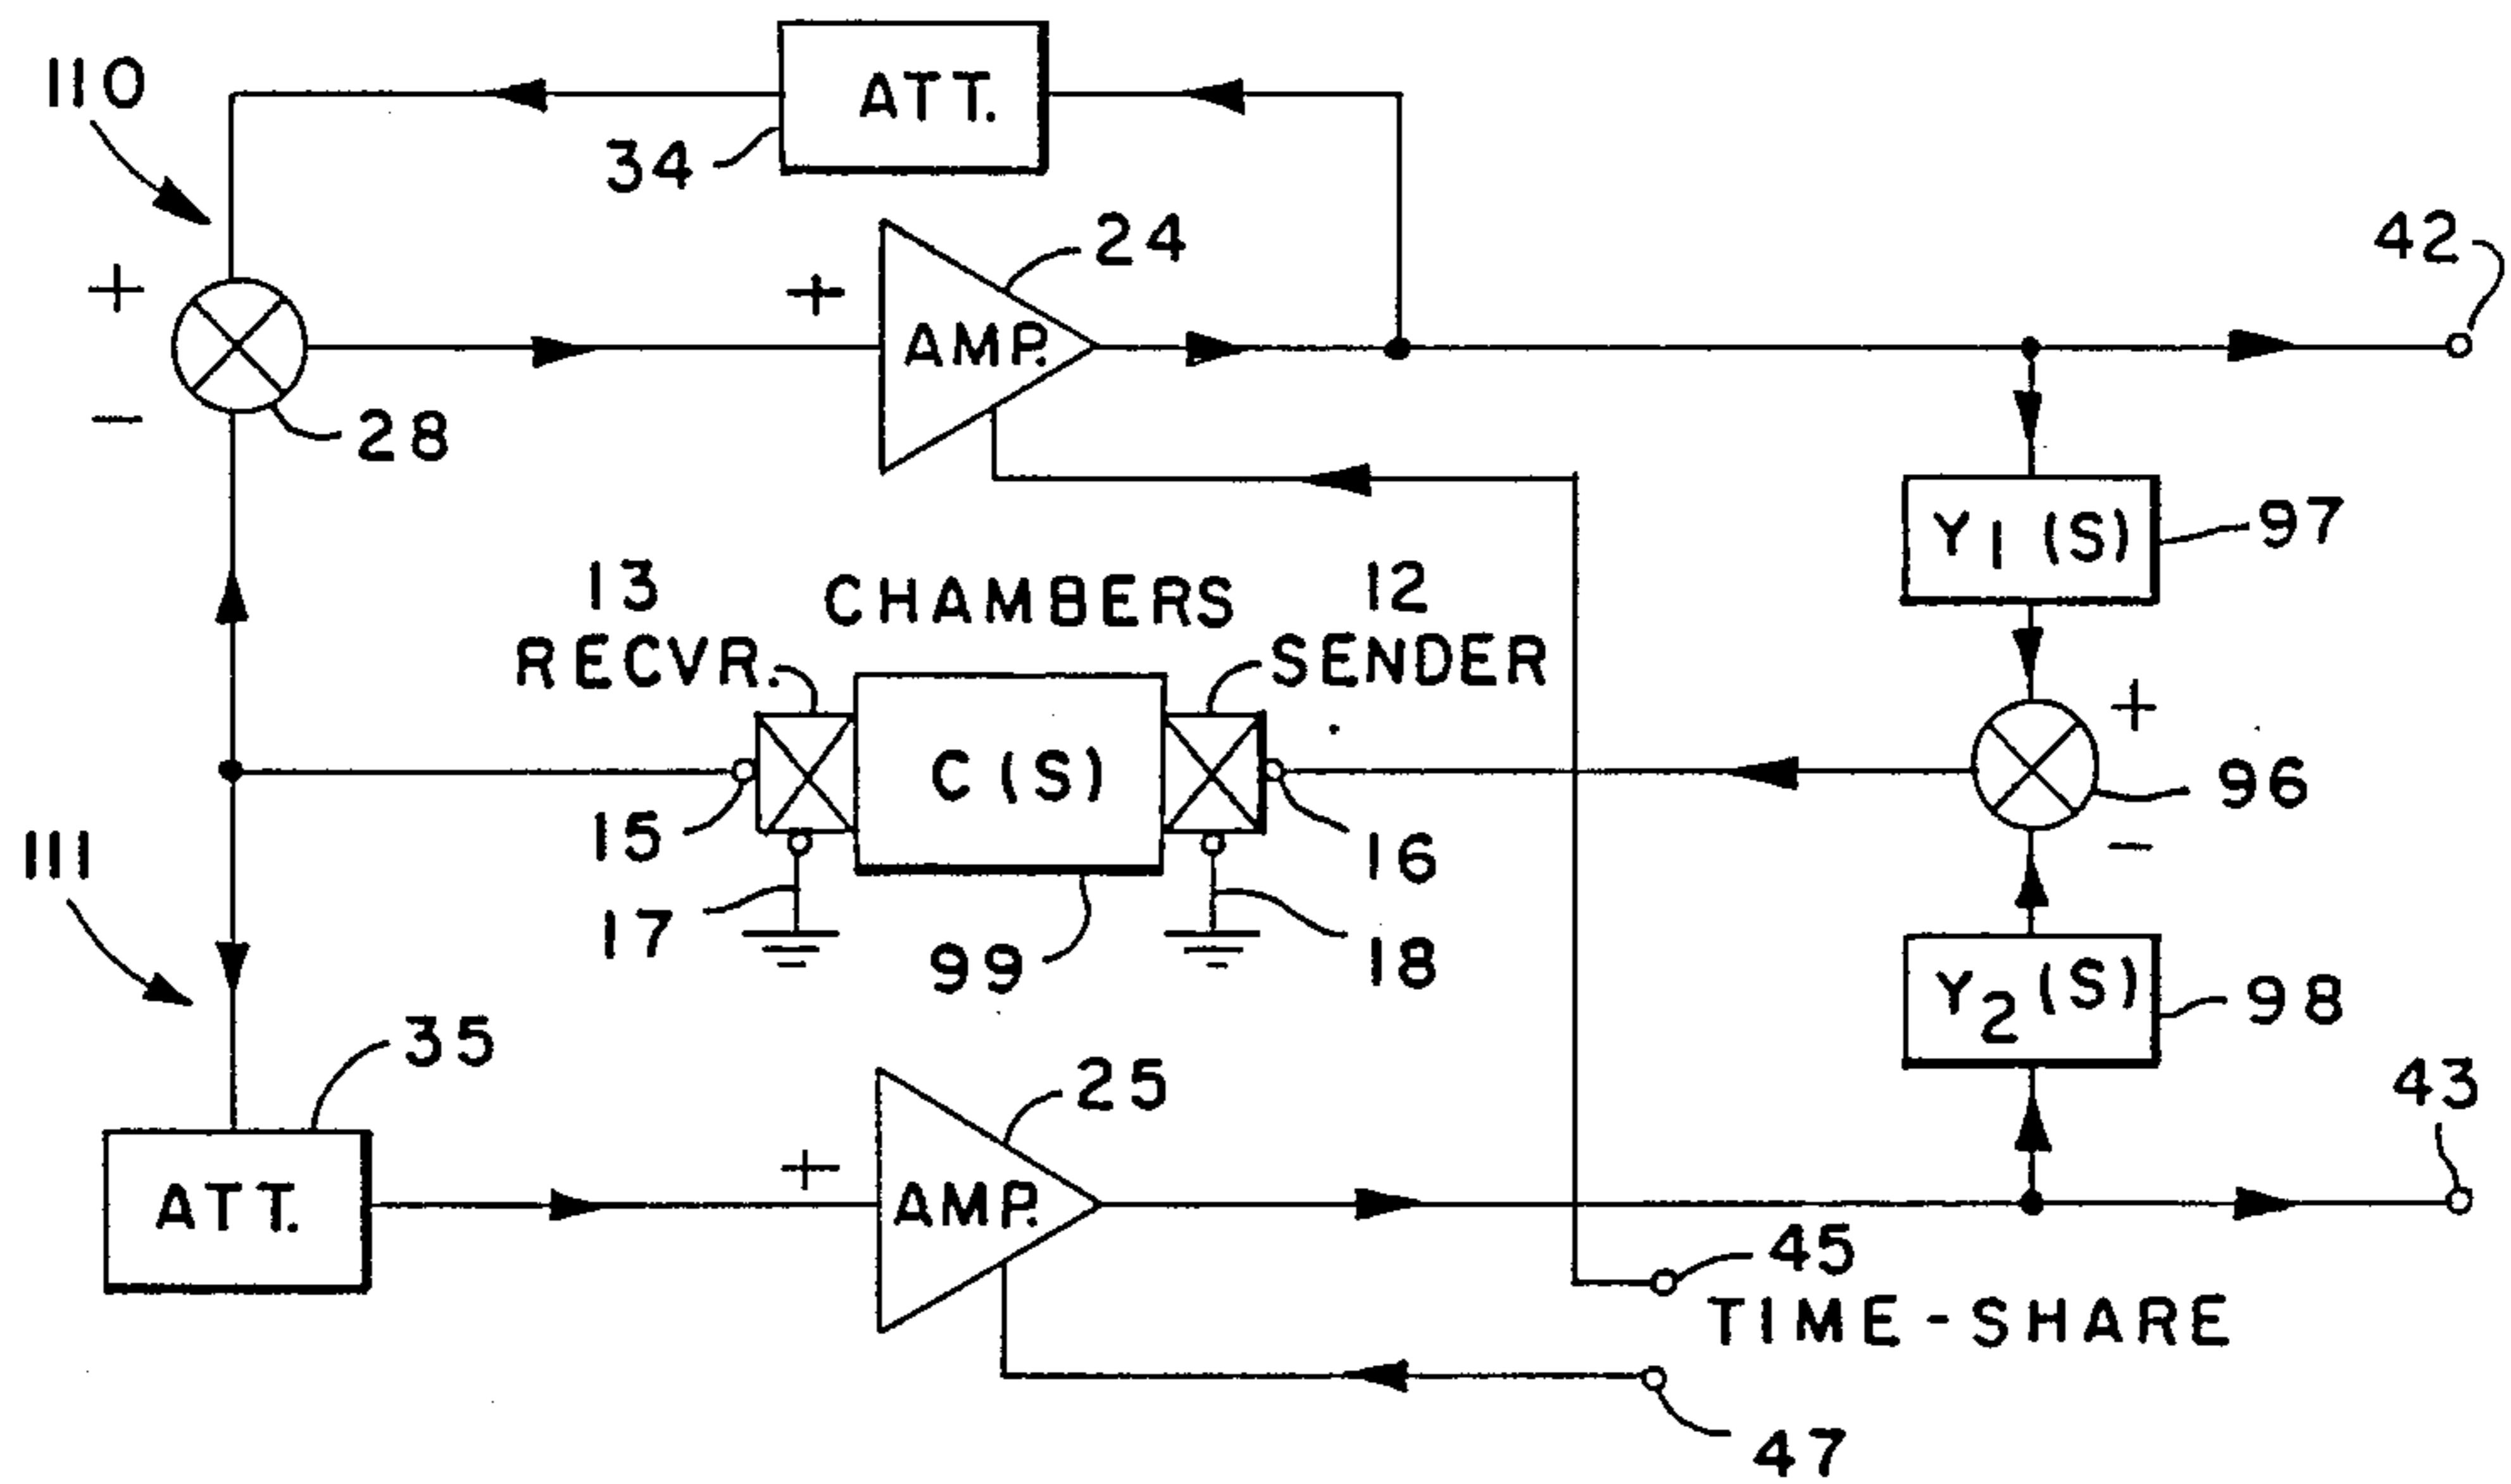 110
ATT.
34
+
28
−
+
24
AMP.
42
Y1(S)
97
13
RECVR.
CHAMBERS
12
SENDER
C(S)
15
16
17
18
99
+
96
−
111
35
ATT.
+
25
AMP.
Y2(S)
98
43
45
TIME-SHARE
47